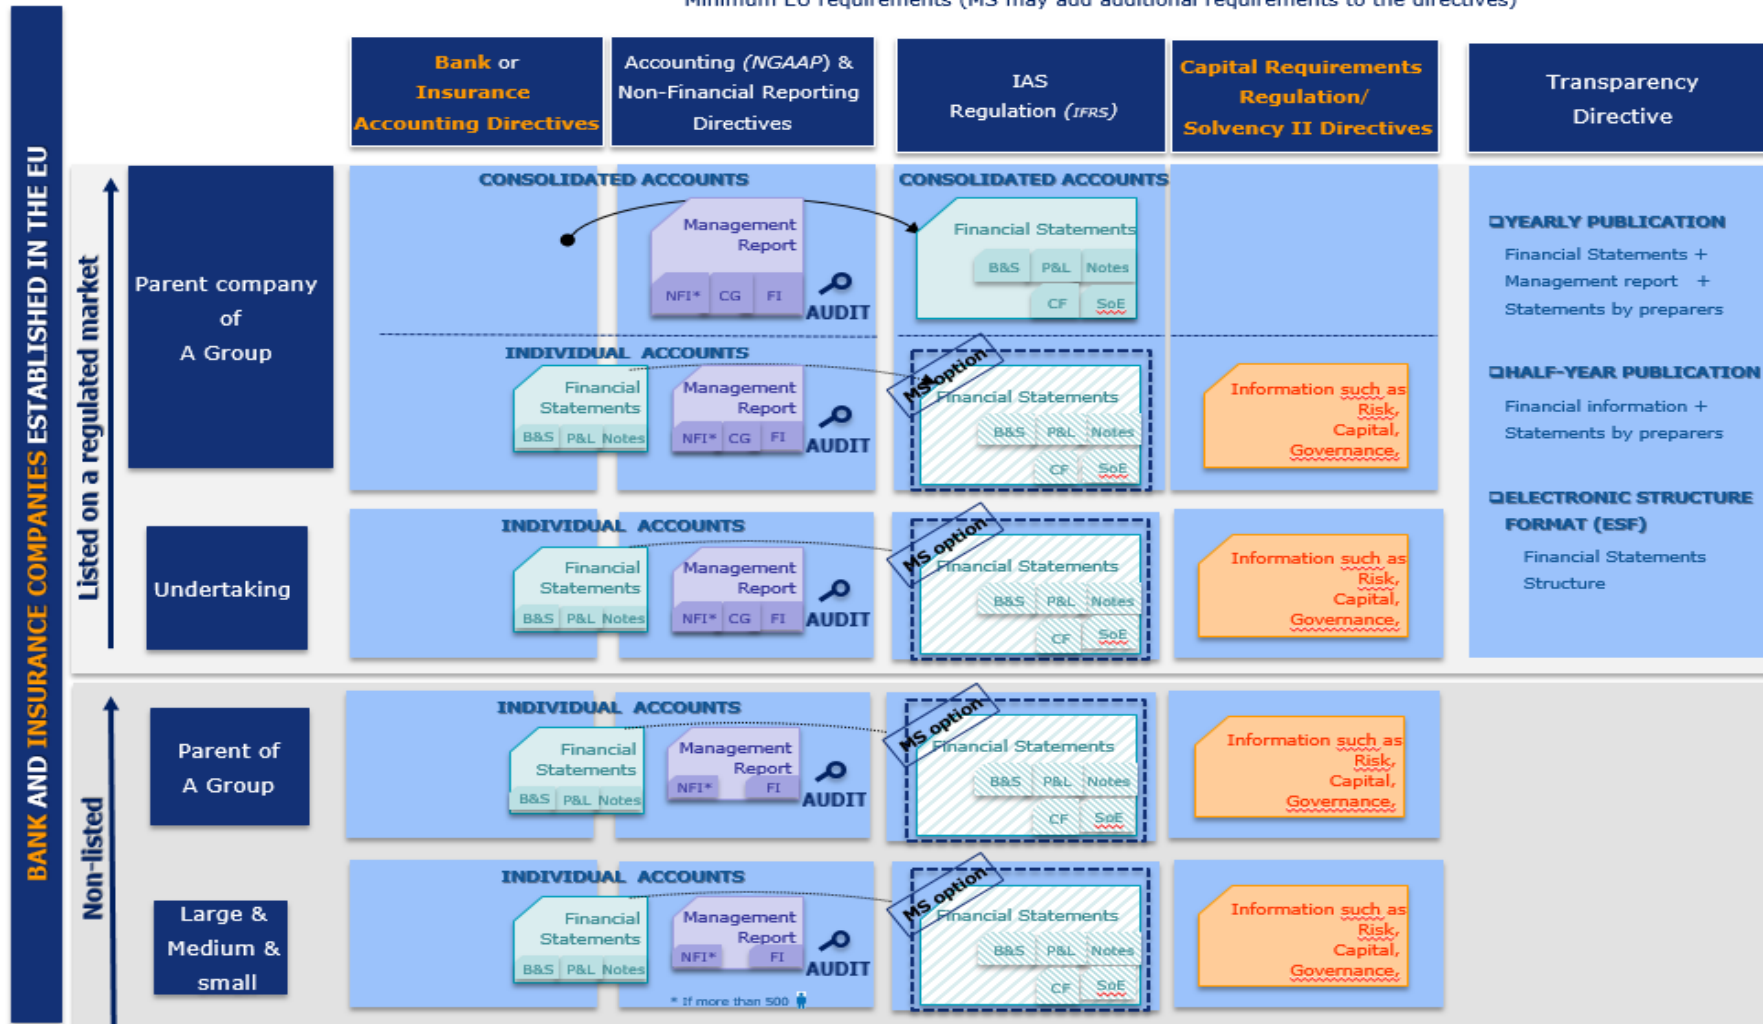 Minimum EU requirements (MS may add additional requirements to the directives)
BANK AND INSURANCE COMPANIES ESTABLISHED IN THE EU
Bank or
Insurance
Accounting Directives
Accounting (NGAAP) &
Non-Financial Reporting
Directives
IAS
Regulation (IFRS)
Capital Requirements
Regulation/
Solvency II Directives
Transparency
Directive
Listed on a regulated market
Parent company
of
A Group
CONSOLIDATED ACCOUNTS
Management
Report
NFI* CG FI
AUDIT
CONSOLIDATED ACCOUNTS
Financial Statements
B&S P&L Notes
CF SoE
INDIVIDUAL ACCOUNTS
Financial
Statements
B&S P&L Notes
Management
Report
NFI* CG FI
AUDIT
MS option
Financial Statements
B&S P&L Notes
CF SoE
Information such as
Risk,
Capital,
Governance,
❑YEARLY PUBLICATION
Financial Statements +
Management report +
Statements by preparers
❑HALF-YEAR PUBLICATION
Financial information +
Statements by preparers
❑ELECTRONIC STRUCTURE
FORMAT (ESF)
Financial Statements
Structure
Undertaking
INDIVIDUAL ACCOUNTS
Financial
Statements
B&S P&L Notes
Management
Report
NFI* CG FI
AUDIT
MS option
Financial Statements
B&S P&L Notes
CF SoE
Information such as
Risk,
Capital,
Governance,
Non-listed
Parent of
A Group
INDIVIDUAL ACCOUNTS
Financial
Statements
B&S P&L Notes
Management
Report
NFI* FI
AUDIT
MS option
Financial Statements
B&S P&L Notes
CF SoE
Information such as
Risk,
Capital,
Governance,
Large &
Medium &
small
INDIVIDUAL ACCOUNTS
Financial
Statements
B&S P&L Notes
Management
Report
NFI* FI
AUDIT
* If more than 500
MS option
Financial Statements
B&S P&L Notes
CF SoE
Information such as
Risk,
Capital,
Governance,